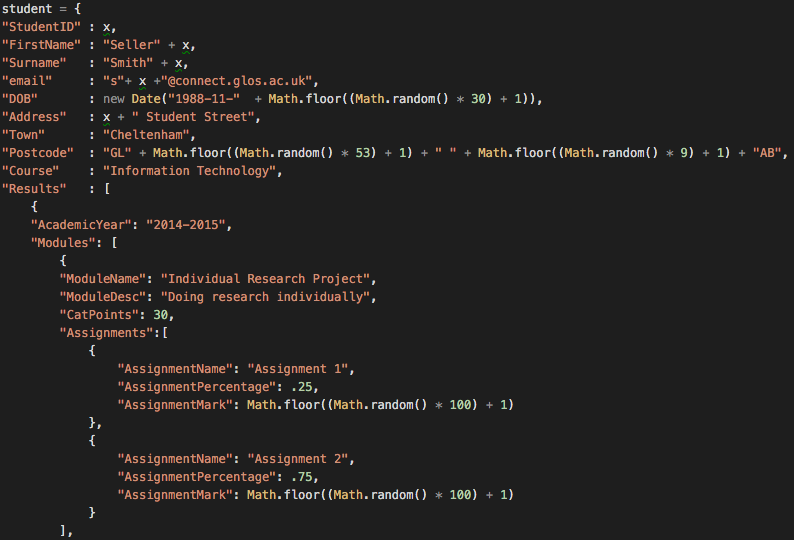 student = {
"StudentID" : x,
"FirstName" : "Seller" + x,
"Surname"   : "Smith" + x,
"email"     : "s"+ x +"@connect.glos.ac.uk",
"DOB"       : new Date("1988-11-"  + Math.floor((Math.random() * 30) + 1)),
"Address"   : x + " Student Street",
"Town"      : "Cheltenham",
"Postcode"  : "GL" + Math.floor((Math.random() * 53) + 1) + " " + Math.floor((Math.random() * 9) + 1) + "AB",
"Course"    : "Information Technology",
"Results"   : [
    {
    "AcademicYear": "2014-2015",
    "Modules": [
        {
        "ModuleName": "Individual Research Project",
        "ModuleDesc": "Doing research individually",
        "CatPoints": 30,
        "Assignments":[
            {
                "AssignmentName": "Assignment 1",
                "AssignmentPercentage": .25,
                "AssignmentMark": Math.floor((Math.random() * 100) + 1)
            },
            {
                "AssignmentName": "Assignment 2",
                "AssignmentPercentage": .75,
                "AssignmentMark": Math.floor((Math.random() * 100) + 1)
            }
        ],